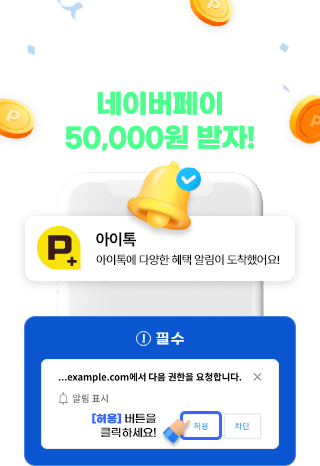 네이버페이
50,000원 받자!
P+
아이톡
아이톡에 다양한 혜택 알림이 도착했어요!
! 필수
...example.com에서 다음 권한을 요청합니다. ×
알림 표시
[허용] 버튼을
클릭하세요!
허용
차단